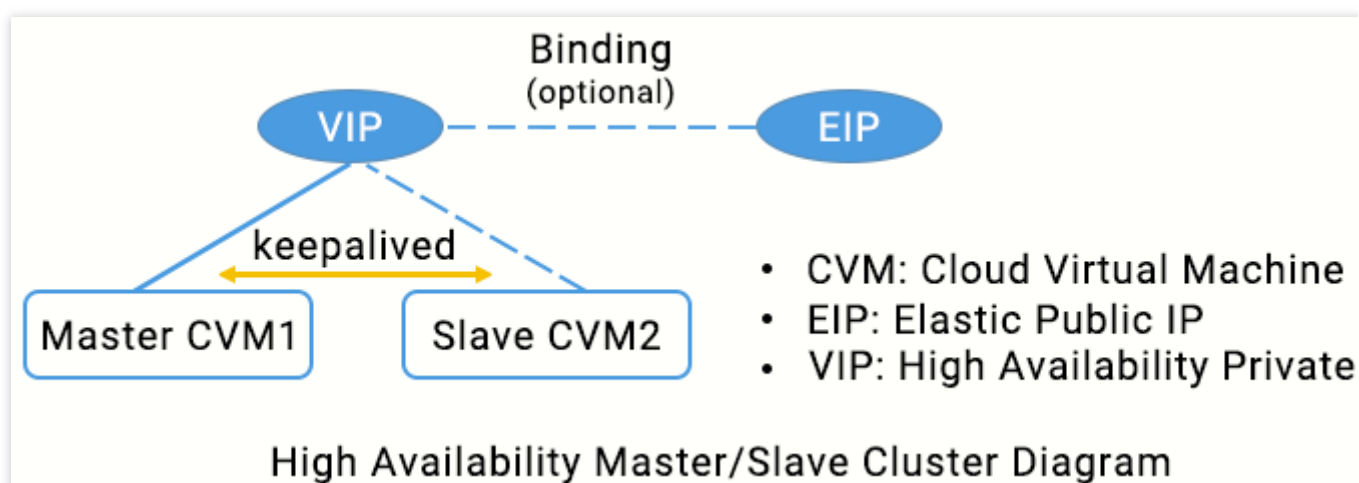 Binding
(optional)
VIP
EIP
keepalived
Master CVM1
Slave CVM2
• CVM: Cloud Virtual Machine
• EIP: Elastic Public IP
• VIP: High Availability Private
High Availability Master/Slave Cluster Diagram